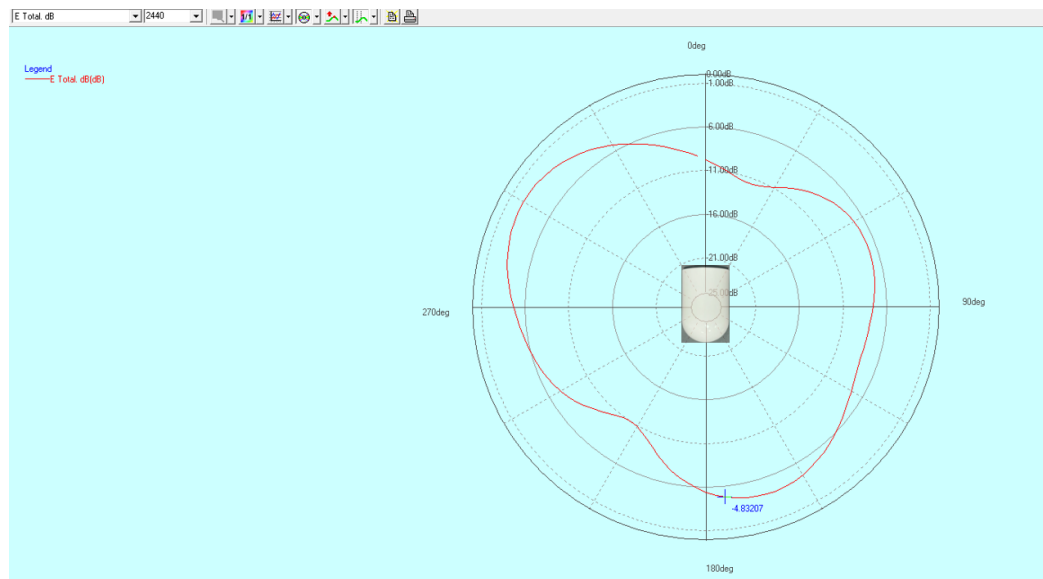 E Total. dB
2440
Legend
E Total. dB(dB)
0deg
0.00dB
-1.00dB
-6.00dB
-11.00dB
-16.00dB
-21.00dB
-25.00dB
270deg
90deg
-4.83207
180deg